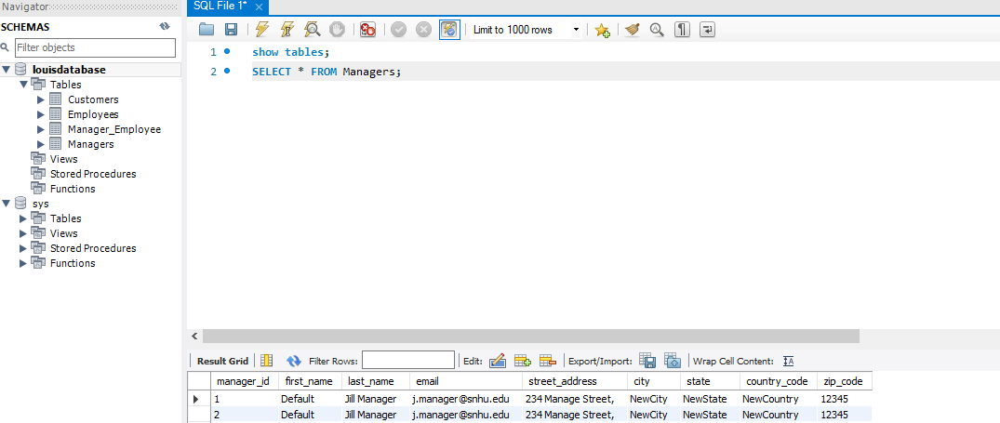 Navigator
SCHEMAS
Filter objects
louisdatabase
Tables
Customers
Employees
Manager_Employee
Managers
Views
Stored Procedures
Functions
sys
Tables
Views
Stored Procedures
Functions
SQL File 1*
Limit to 1000 rows
1 show tables;
2 SELECT * FROM Managers;
Result Grid Filter Rows: Edit: Export/Import: Wrap Cell Content:
manager_id first_name last_name email street_address city state country_code zip_code
1 Default Jill Manager j.manager@snhu.edu 234 Manage Street, NewCity NewState NewCountry 12345
2 Default Jill Manager j.manager@snhu.edu 234 Manage Street, NewCity NewState NewCountry 12345